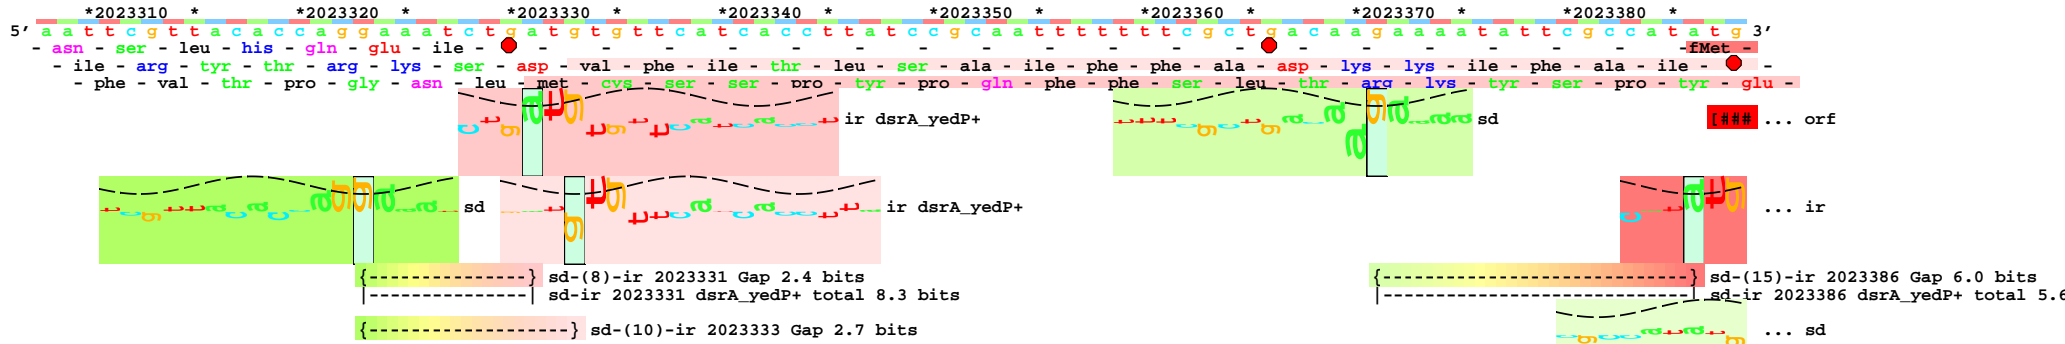 *2023310 * *2023320 * *2023330 * *2023340 * *2023350 * *2023360 * *2023370 * *2023380 *
5' a a t t c g t t a c a c c a g g a a a t c t g a t g t g t t c a t c a c c t t a t c c g c a a t t t t t t c g c t g a c a a g a a a a t a t t c g c c a t a t g 3'
- asn - ser - leu - his - gln - glu - ile - - - - - - - - - - - -fMet -
- ile - arg - tyr - thr - arg - lys - ser - asp - val - phe - ile - thr - leu - ser - ala - ile - phe - phe - ala - asp - lys - lys - ile - phe - ala - ile - -
- phe - val - thr - pro - gly - asn - leu - met - cys - ser - ser - pro - tyr - pro - gln - phe - phe - ser - leu - thr - arg - lys - tyr - ser - pro - tyr - glu -
ir dsrA_yedP+ sd [### ... orf
sd ir dsrA_yedP+ ... ir
{----------------} sd-(8)-ir 2023331 Gap 2.4 bits {-----------------------------} sd-(15)-ir 2023386 Gap 6.0 bits
|----------------| sd-ir 2023331 dsrA_yedP+ total 8.3 bits |-----------------------------| sd-ir 2023386 dsrA_yedP+ total 5.6
{--------------------} sd-(10)-ir 2023333 Gap 2.7 bits ... sd